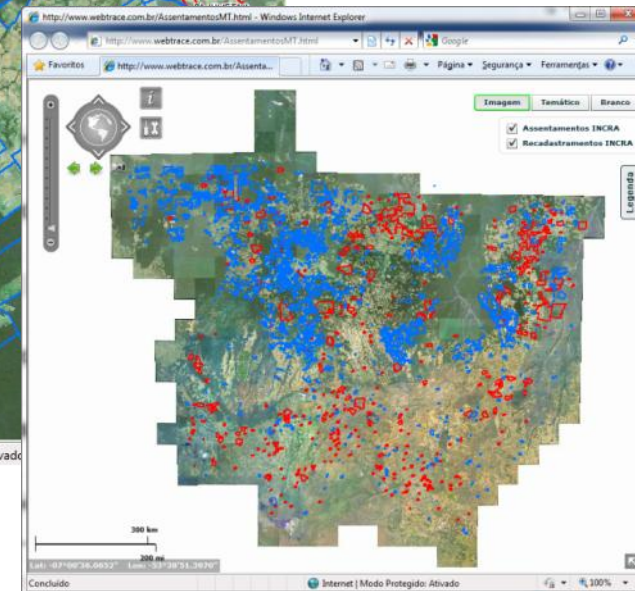 http://www.webtrace.com.br/AssentamentosMT.html - Windows Internet Explorer
http://www.webtrace.com.br/AssentamentosMT.html
Google
Favoritos
http://www.webtrace.com.br/Assenta...
Página
Segurança
Ferramentas
Imagem
Temático
Branco
Assentamentos INCRA
Recadastramentos INCRA
Legenda
300 km
200 mi
Concluído
Internet | Modo Protegido: Ativado
100%